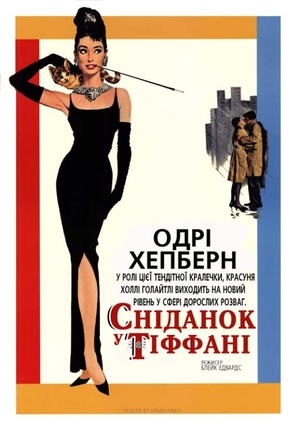 ОДРІ
ХЕПБЕРН
У РОЛІ ЦІЄЇ ТЕНДІТНОЇ КРАЛЕЧКИ, КРАСУНЯ
ХОЛЛІ ГОЛАЙТЛІ ВИХОДИТЬ НА НОВИЙ
РІВЕНЬ У СФЕРІ ДОРОСЛИХ РОЗВАГ.
СНІДАНОК
У ТІФФАНІ
РЕЖИСЕР
БЛЕЙК ЕДВАРДС